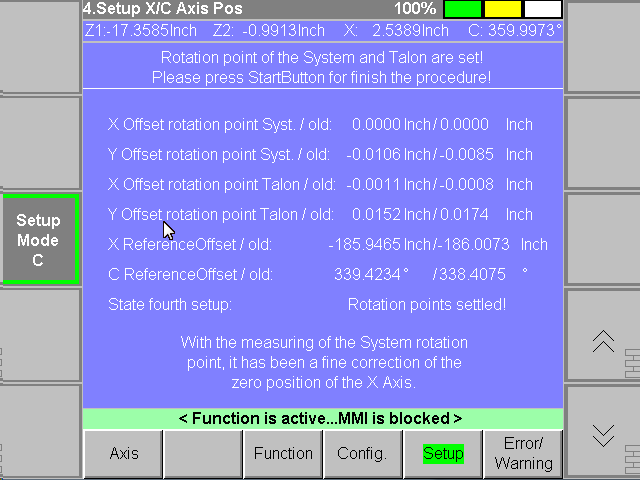 4.Setup X/C Axis Pos 100%
Z1:-17.3585Inch Z2: -0.9913Inch X: 2.5389Inch C: 359.9973°
Rotation point of the System and Talon are set!
Please press StartButton for finish the procedure!
X Offset rotation point Syst. / old: 0.0000 Inch/ 0.0000 Inch
Y Offset rotation point Syst. / old: -0.0106 Inch/ -0.0085 Inch
X Offset rotation point Talon / old: -0.0011 Inch/ -0.0008 Inch
Y Offset rotation point Talon / old: 0.0152 Inch/ 0.0174 Inch
X ReferenceOffset / old: -185.9465Inch/-186.0073 Inch
C ReferenceOffset / old: 339.4234° /338.4075 °
State fourth setup: Rotation points settled!
Setup
Mode
C
With the measuring of the System rotation
point, it has been a fine correction of the
zero position of the X Axis.
< Function is active...MMI is blocked >
Axis Function Config. Setup Error/
Warning